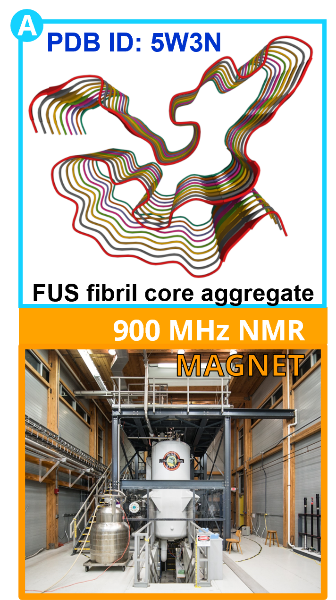 A
PDB ID: 5W3N
FUS fibril core aggregate
900 MHz NMR
MAGNET